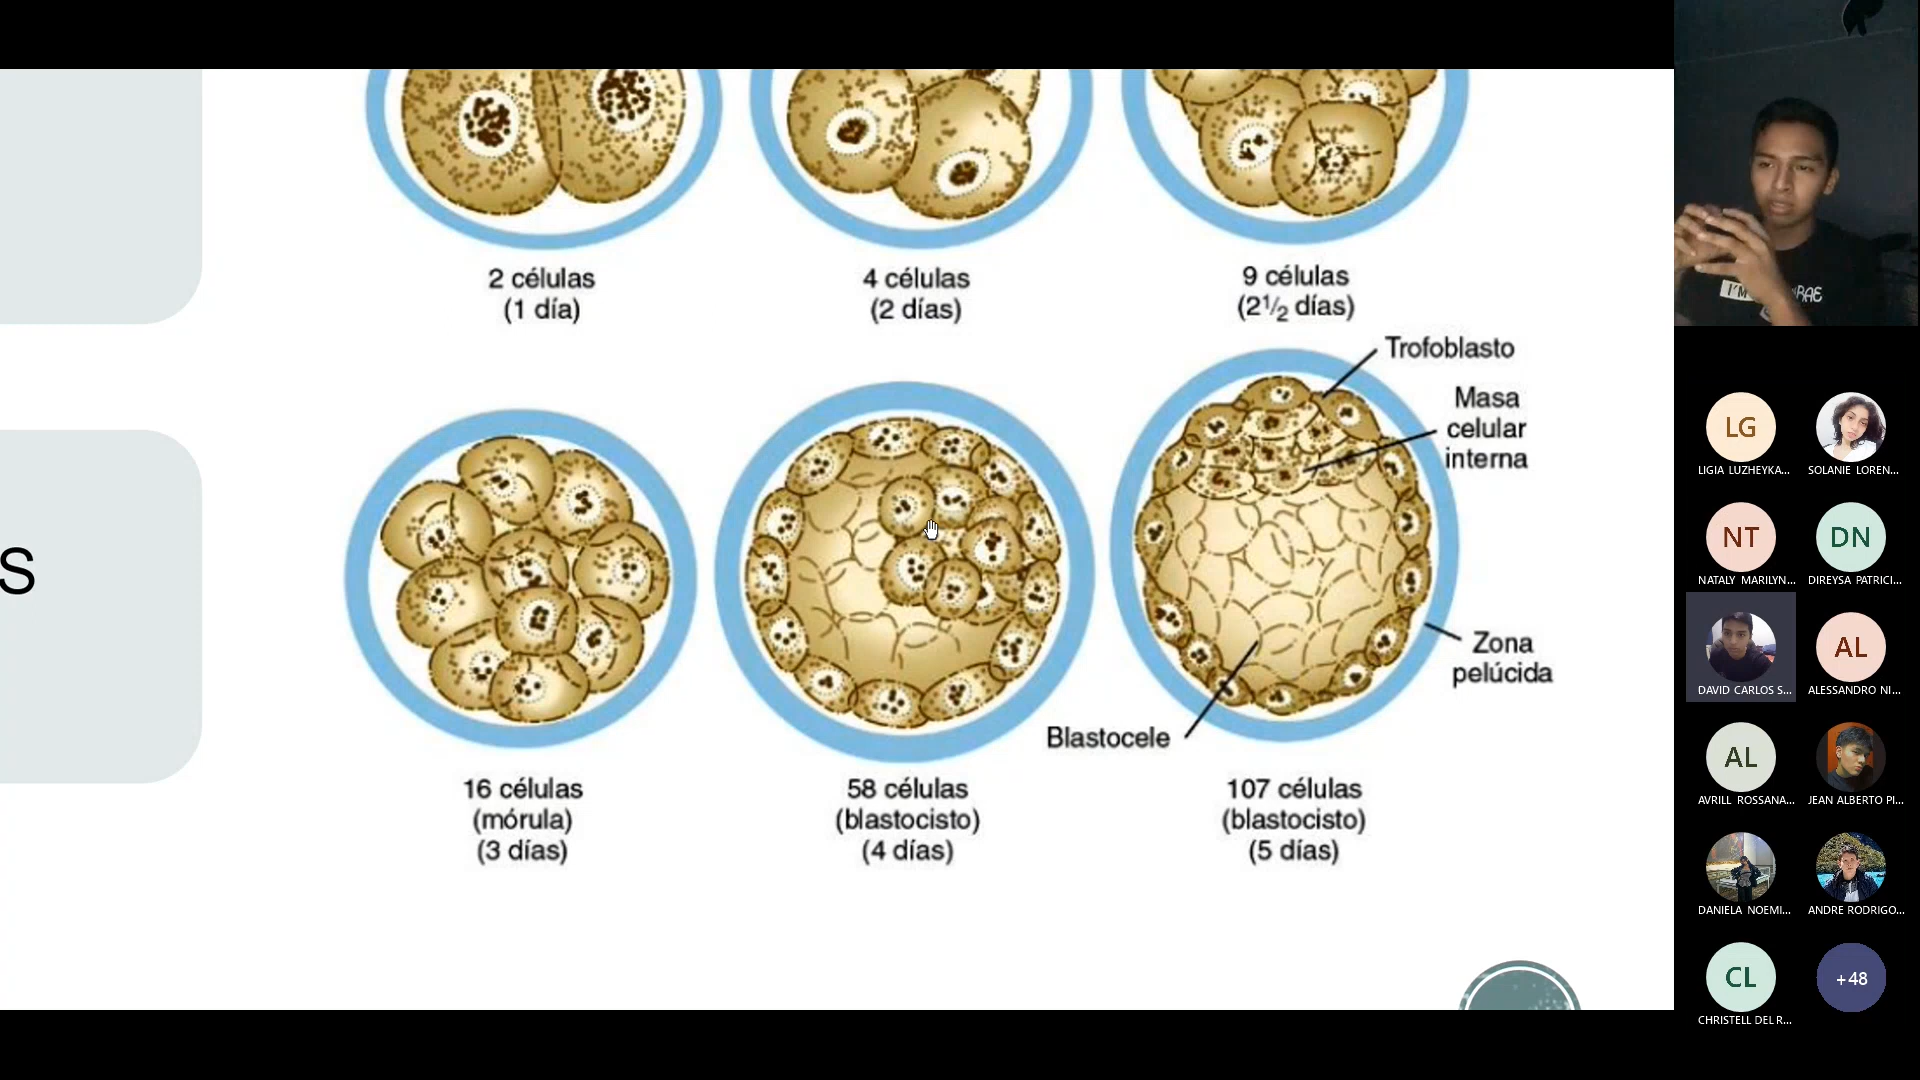 2 células
(1 día)
4 células
(2 días)
9 células
(2½ días)
Trofoblasto
Masa
celular
interna
Zona
pelúcida
Blastocele
16 células
(mórula)
(3 días)
58 células
(blastocisto)
(4 días)
107 células
(blastocisto)
(5 días)
S
I'M
BAE
LG
LIGIA LUZHEYKA...
SOLANIE LOREN...
NT
NATALY MARILYN...
DN
DIREYSA PATRICI...
DAVID CARLOS S...
AL
ALESSANDRO NI...
AL
AVRILL ROSSANA...
JEAN ALBERTO PI...
DANIELA NOEMI...
ANDRE RODRIGO...
CL
CHRISTELL DEL R...
+48